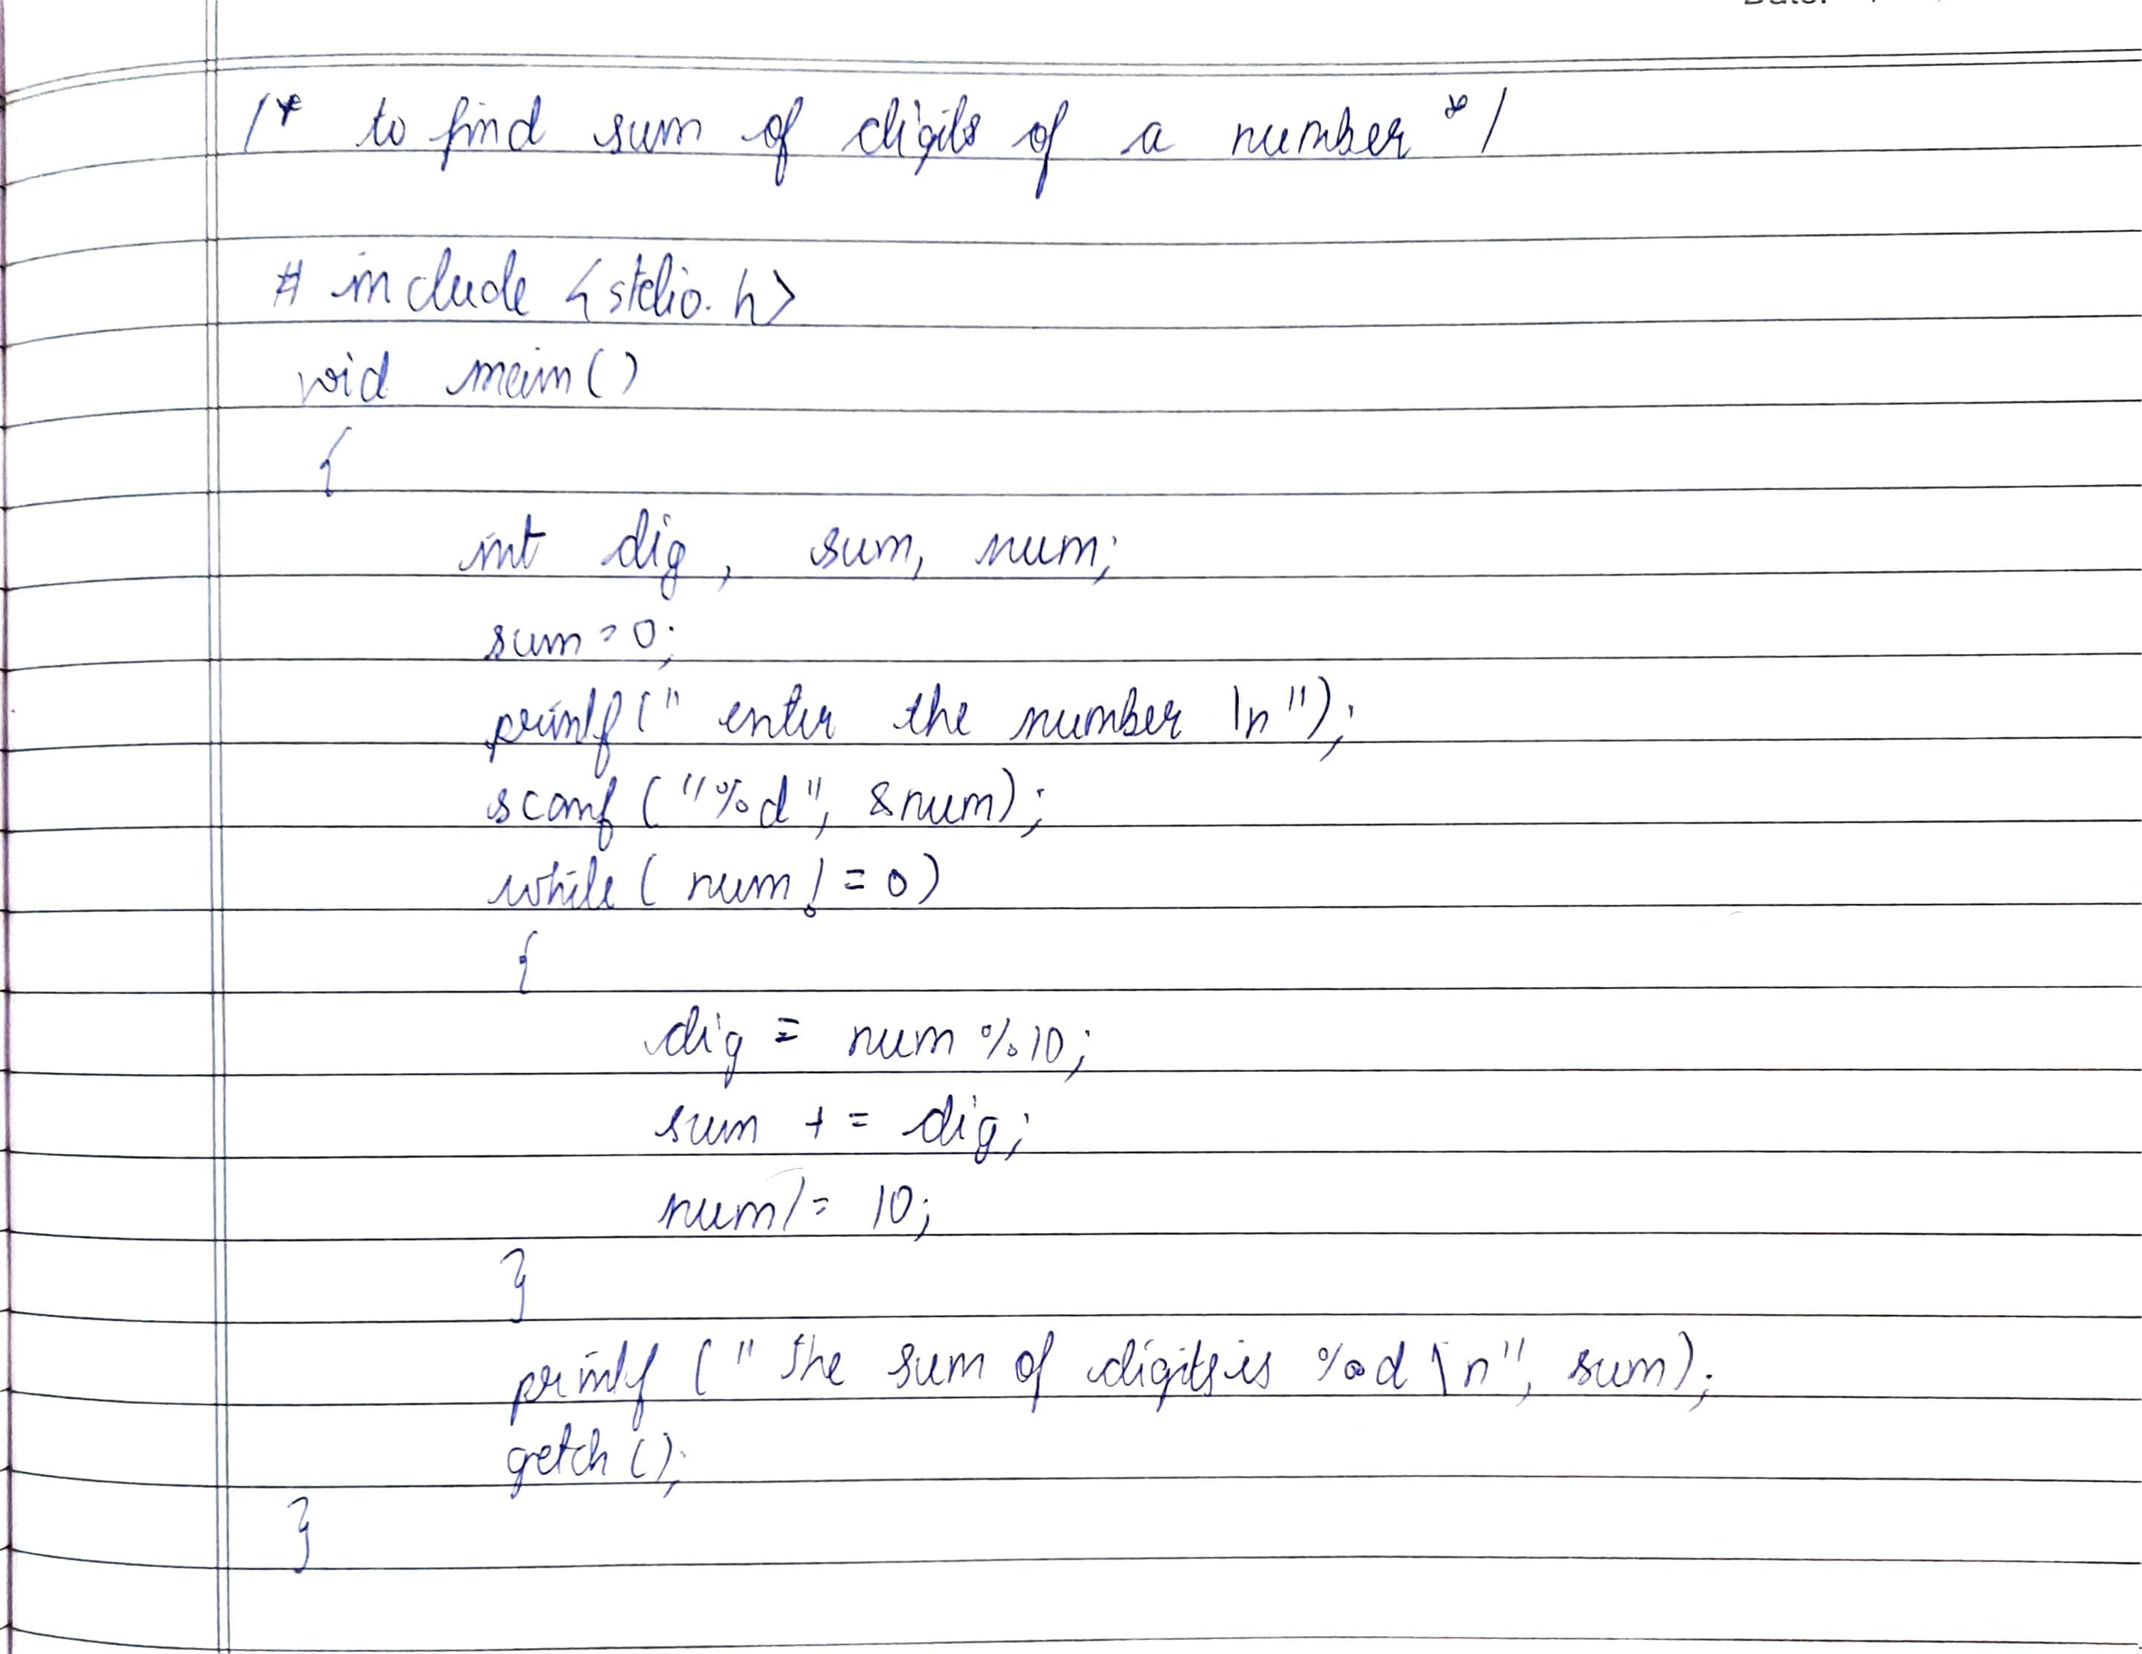 /* to find sum of digits of a number */
# include <stdio.h>
void main()
{
int dig, sum, num;
sum = 0;
printf(" enter the number \n");
scanf ("%d", &num);
while ( num != 0)
{
dig = num %10;
sum += dig;
num /= 10;
}
printf (" The sum of digits is %d \n", sum);
getch ();
}